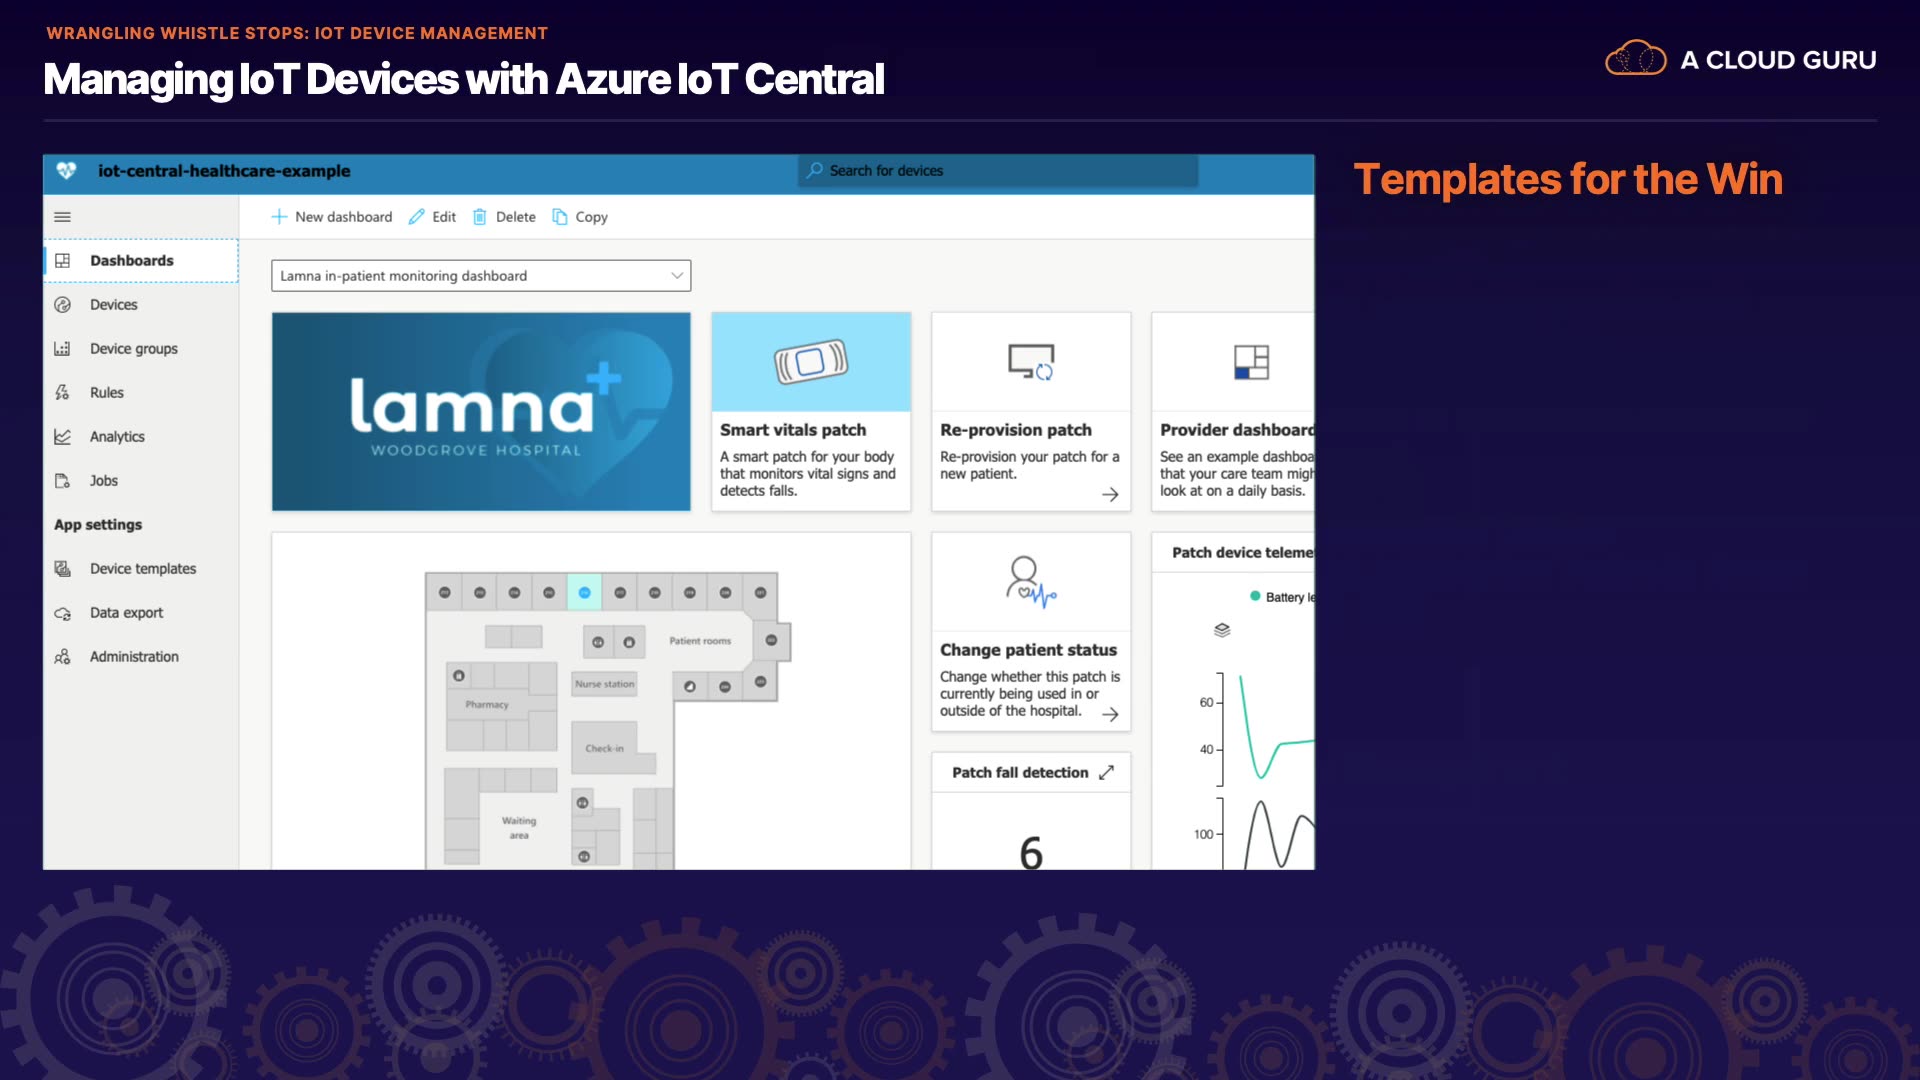 WRANGLING WHISTLE STOPS: IOT DEVICE MANAGEMENT
Managing IoT Devices with Azure IoT Central
A CLOUD GURU
iot-central-healthcare-example
Search for devices
Templates for the Win
New dashboard
Edit
Delete
Copy
Dashboards
Devices
Device groups
Rules
Analytics
Jobs
App settings
Device templates
Data export
Administration
Lamna in-patient monitoring dashboard
lamna
WOODGROVE HOSPITAL
Smart vitals patch
A smart patch for your body
that monitors vital signs and
detects falls.
Re-provision patch
Re-provision your patch for a
new patient.
Provider dashboard
See an example dashboa
that your care team migh
look at on a daily basis.
Patient rooms
Nurse station
Pharmacy
Check-in
Waiting
area
Change patient status
Change whether this patch is
currently being used in or
outside of the hospital.
Patch fall detection
6
Patch device teleme
Battery le
60
40
100